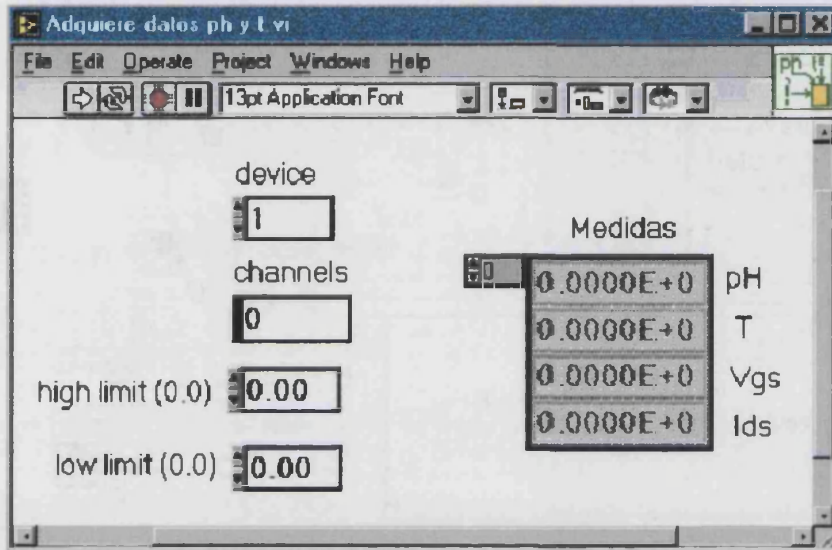 Adquiere datos ph y t.vi
File Edit Operate Project Windows Help
13pt Application Font
device
1
channels
0
high limit (0.0) 0.00
low limit (0.0) 0.00
Medidas
0
0.0000E+0 pH
0.0000E+0 T
0.0000E+0 Vgs
0.0000E+0 Ids